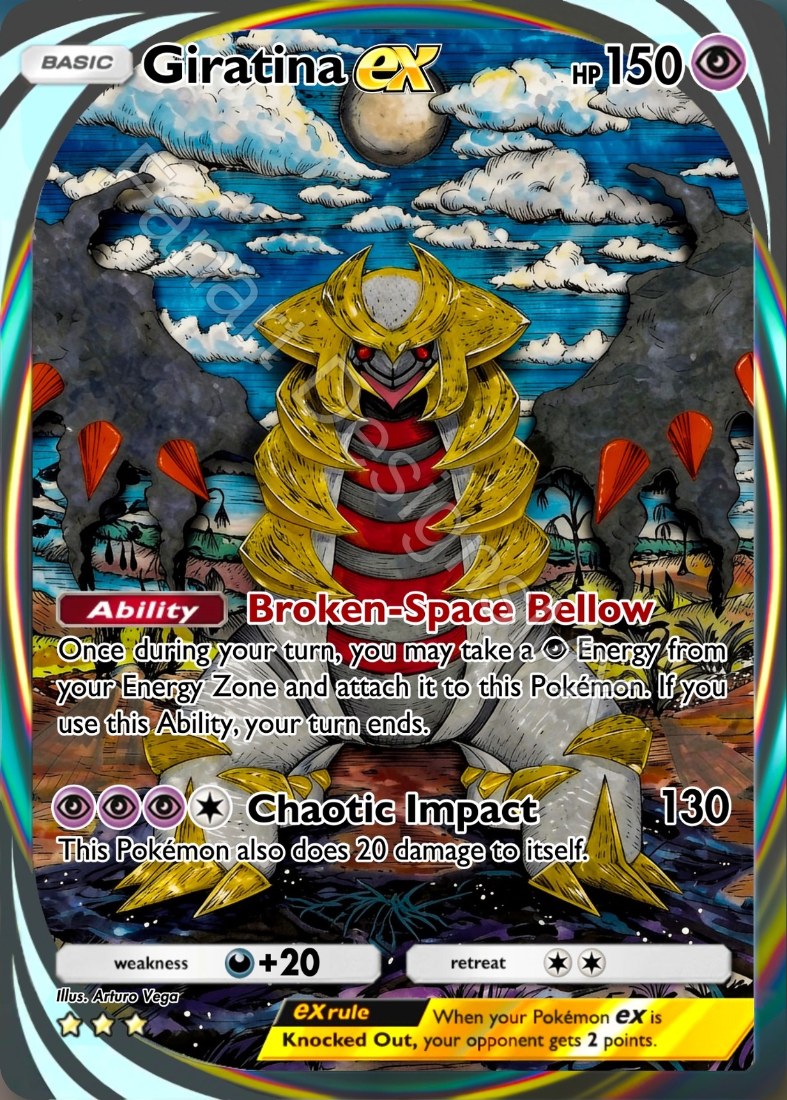 BASIC Giratina ex HP 150
Ability Broken-Space Bellow
Once during your turn, you may take a Energy from
your Energy Zone and attach it to this Pokémon. If you
use this Ability, your turn ends.
Chaotic Impact 130
This Pokémon also does 20 damage to itself.
weakness +20 retreat
Illus. Arturo Vega
ex rule When your Pokémon ex is
Knocked Out, your opponent gets 2 points.